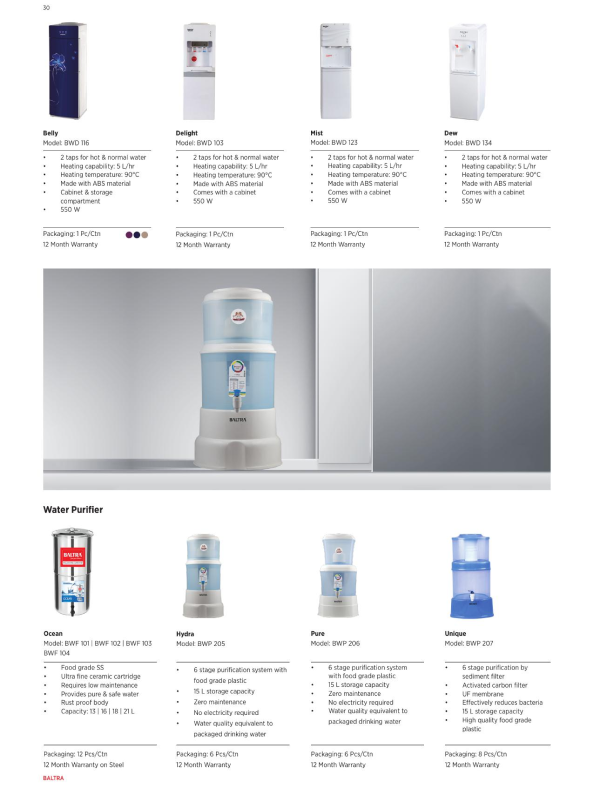 30
Belly
Model: BWD 116
• 2 taps for hot & normal water
• Heating capability: 5 L/hr
• Heating temperature: 90°C
• Made with ABS material
• Cabinet & storage
compartment
• 550 W
Packaging: 1 Pc/Ctn
12 Month Warranty
Delight
Model: BWD 103
• 2 taps for hot & normal water
• Heating capability: 5 L/hr
• Heating temperature: 90°C
• Made with ABS material
• Comes with a cabinet
• 550 W
Packaging: 1 Pc/Ctn
12 Month Warranty
Mist
Model: BWD 123
• 2 taps for hot & normal water
• Heating capability: 5 L/hr
• Heating temperature: 90°C
• Made with ABS material
• Comes with a cabinet
• 550 W
Packaging: 1 Pc/Ctn
12 Month Warranty
Dew
Model: BWD 134
• 2 taps for hot & normal water
• Heating capability: 5 L/hr
• Heating temperature: 90°C
• Made with ABS material
• Comes with a cabinet
• 550 W
Packaging: 1 Pc/Ctn
12 Month Warranty
BALTRA
Water Purifier
BALTRA
Ocean
Model: BWF 101 | BWF 102 | BWF 103
BWF 104
• Food grade SS
• Ultra fine ceramic cartridge
• Requires low maintenance
• Provides pure & safe water
• Rust proof body
• Capacity: 13 | 16 | 18 | 21 L
Packaging: 12 Pcs/Ctn
12 Month Warranty on Steel
Hydra
Model: BWP 205
• 6 stage purification system with
food grade plastic
• 15 L storage capacity
• Zero maintenance
• No electricity required
• Water quality equivalent to
packaged drinking water
Packaging: 6 Pcs/Ctn
12 Month Warranty
Pure
Model: BWP 206
• 6 stage purification system
with food grade plastic
• 15 L storage capacity
• Zero maintenance
• No electricity required
• Water quality equivalent to
packaged drinking water
Packaging: 6 Pcs/Ctn
12 Month Warranty
Unique
Model: BWP 207
• 6 stage purification by
sediment filter
• Activated carbon filter
• UF membrane
• Effectively reduces bacteria
• 15 L storage capacity
• High quality food grade
plastic
Packaging: 8 Pcs/Ctn
12 Month Warranty
BALTRA